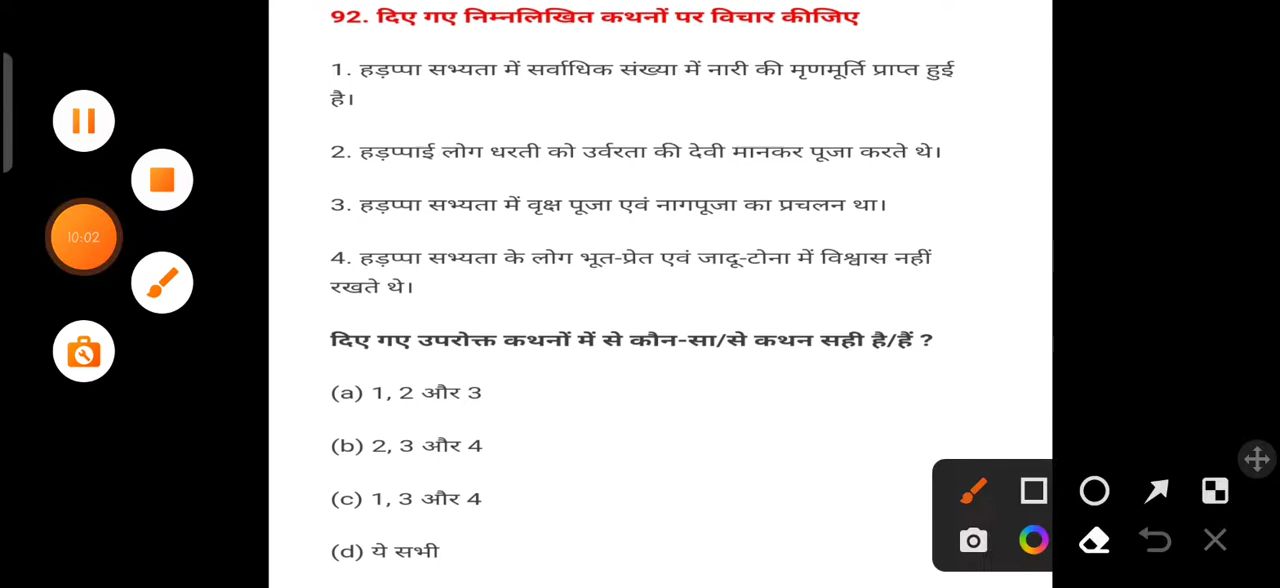 92. दिए गए निम्नलिखित कथनों पर विचार कीजिए
1. हड़प्पा सभ्यता में सर्वाधिक संख्या में नारी की मृणमूर्ति प्राप्त हुई
है।
2. हड़प्पाई लोग धरती को उर्वरता की देवी मानकर पूजा करते थे।
3. हड़प्पा सभ्यता में वृक्ष पूजा एवं नागपूजा का प्रचलन था।
4. हड़प्पा सभ्यता के लोग भूत-प्रेत एवं जादू-टोना में विश्वास नहीं
रखते थे।
दिए गए उपरोक्त कथनों में से कौन-सा/से कथन सही है/हैं ?
(a) 1, 2 और 3
(b) 2, 3 और 4
(c) 1, 3 और 4
(d) ये सभी
10:02